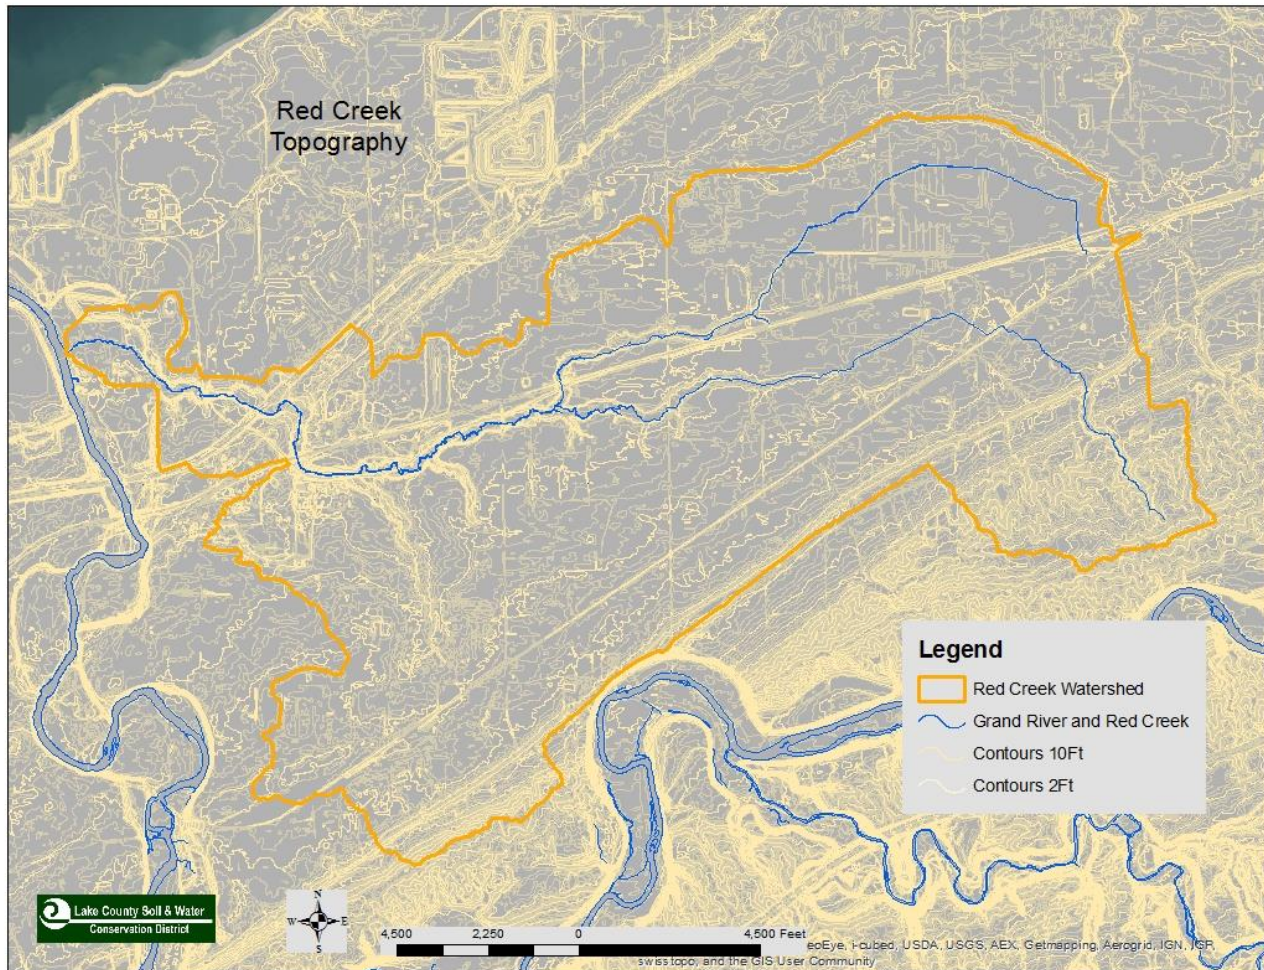 Red Creek
Topography
Legend
Red Creek Watershed
Grand River and Red Creek
Contours 10Ft
Contours 2Ft
Lake County Soil & Water
Conservation District
N
W E
S
4,500 2,250 0 4,500 Feet
eoEye, i-cubed, USDA, USGS, AEX, Getmapping, Aerogrid, IGN, IGP,
swisstopo, and the GIS User Community